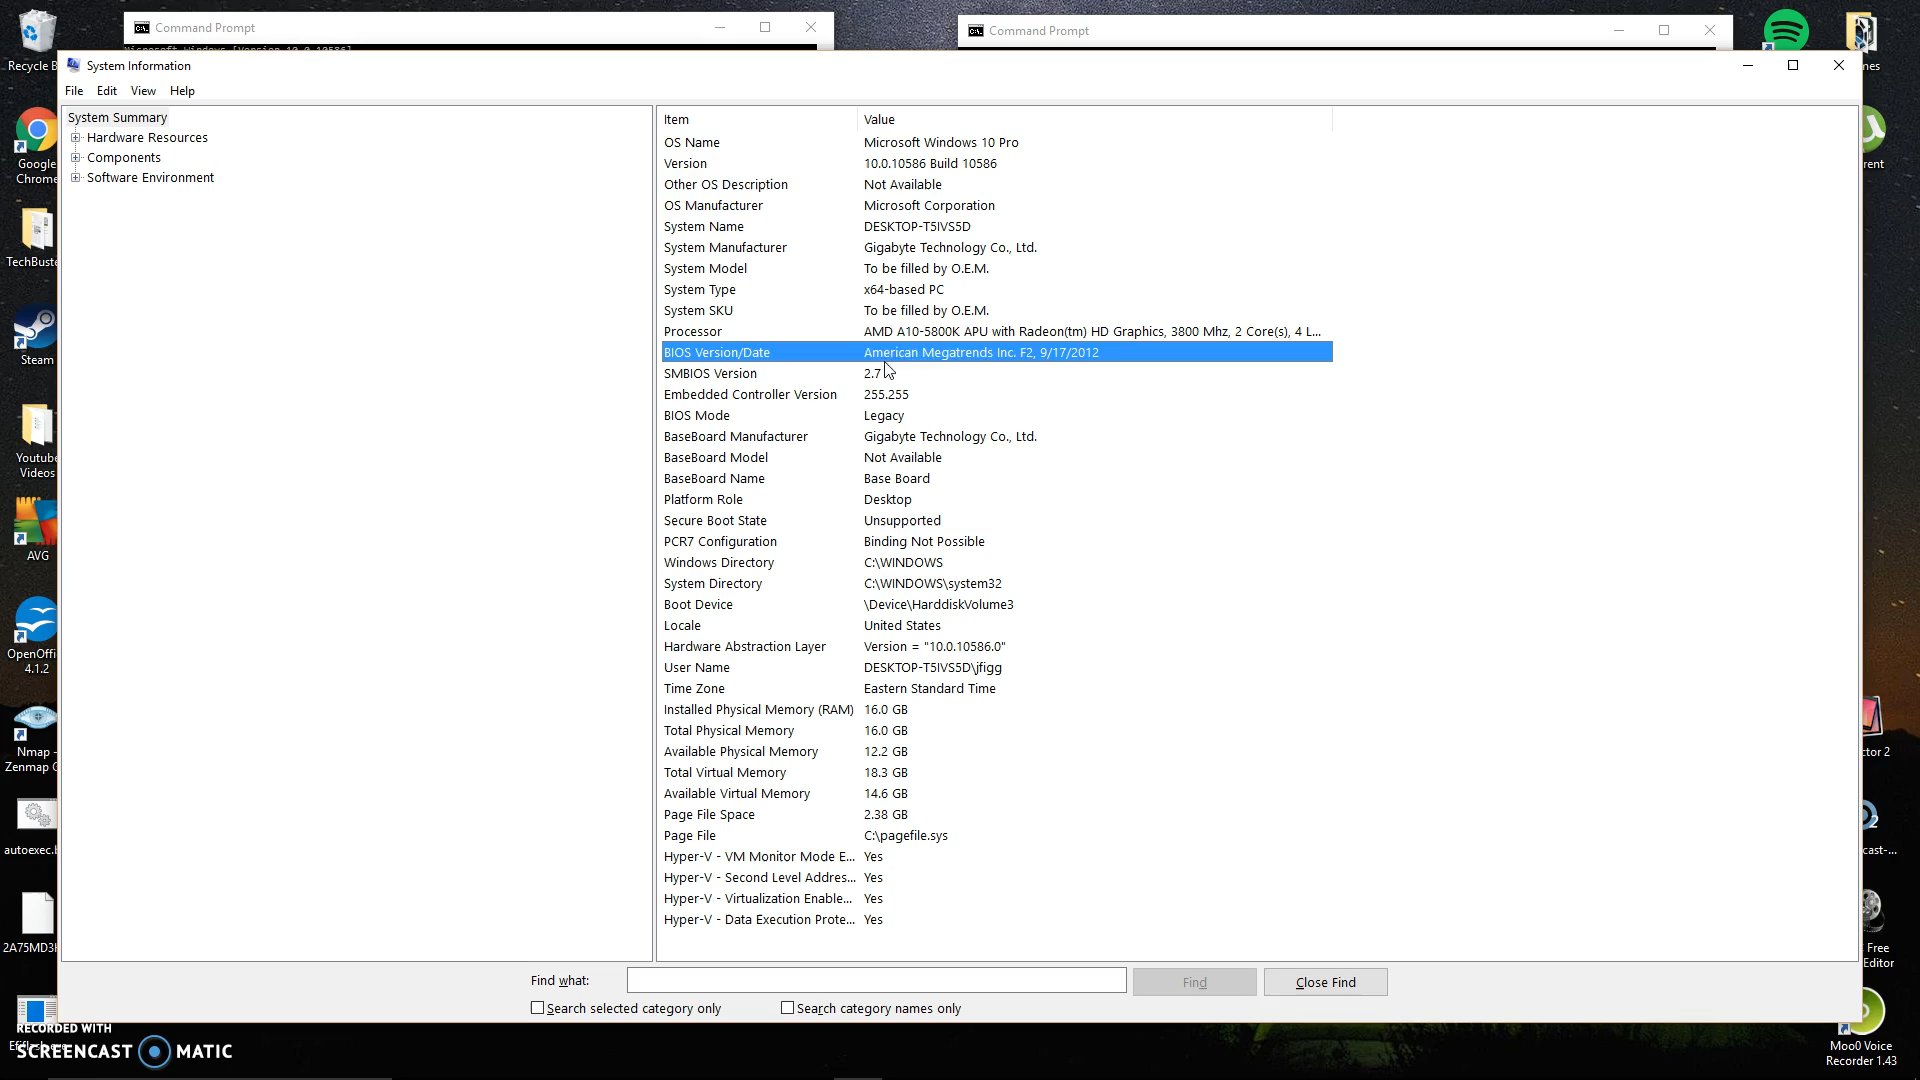 Command Prompt
Command Prompt
Microsoft Windows [Version 10.0.10586]
System Information
File Edit View Help
System Summary
Hardware Resources
Components
Software Environment
Item Value
OS Name Microsoft Windows 10 Pro
Version 10.0.10586 Build 10586
Other OS Description Not Available
OS Manufacturer Microsoft Corporation
System Name DESKTOP-T5IVS5D
System Manufacturer Gigabyte Technology Co., Ltd.
System Model To be filled by O.E.M.
System Type x64-based PC
System SKU To be filled by O.E.M.
Processor AMD A10-5800K APU with Radeon(tm) HD Graphics, 3800 Mhz, 2 Core(s), 4 L...
BIOS Version/Date American Megatrends Inc. F2, 9/17/2012
SMBIOS Version 2.7
Embedded Controller Version 255.255
BIOS Mode Legacy
BaseBoard Manufacturer Gigabyte Technology Co., Ltd.
BaseBoard Model Not Available
BaseBoard Name Base Board
Platform Role Desktop
Secure Boot State Unsupported
PCR7 Configuration Binding Not Possible
Windows Directory C:\WINDOWS
System Directory C:\WINDOWS\system32
Boot Device \Device\HarddiskVolume3
Locale United States
Hardware Abstraction Layer Version = "10.0.10586.0"
User Name DESKTOP-T5IVS5D\jfigg
Time Zone Eastern Standard Time
Installed Physical Memory (RAM) 16.0 GB
Total Physical Memory 16.0 GB
Available Physical Memory 12.2 GB
Total Virtual Memory 18.3 GB
Available Virtual Memory 14.6 GB
Page File Space 2.38 GB
Page File C:\pagefile.sys
Hyper-V - VM Monitor Mode E... Yes
Hyper-V - Second Level Addres... Yes
Hyper-V - Virtualization Enable... Yes
Hyper-V - Data Execution Prote... Yes
Find what: Find Close Find
Search selected category only Search category names only
Recycle B
Google
Chrome
TechBuste
Steam
Youtube
Videos
AVG
OpenOffi
4.1.2
Nmap -
Zenmap G
autoexec.b
2A75MD3H
RECORDED WITH
SCREENCAST MATIC
mes
rent
ctor 2
cast-...
Free
Editor
Moo0 Voice
Recorder 1.43